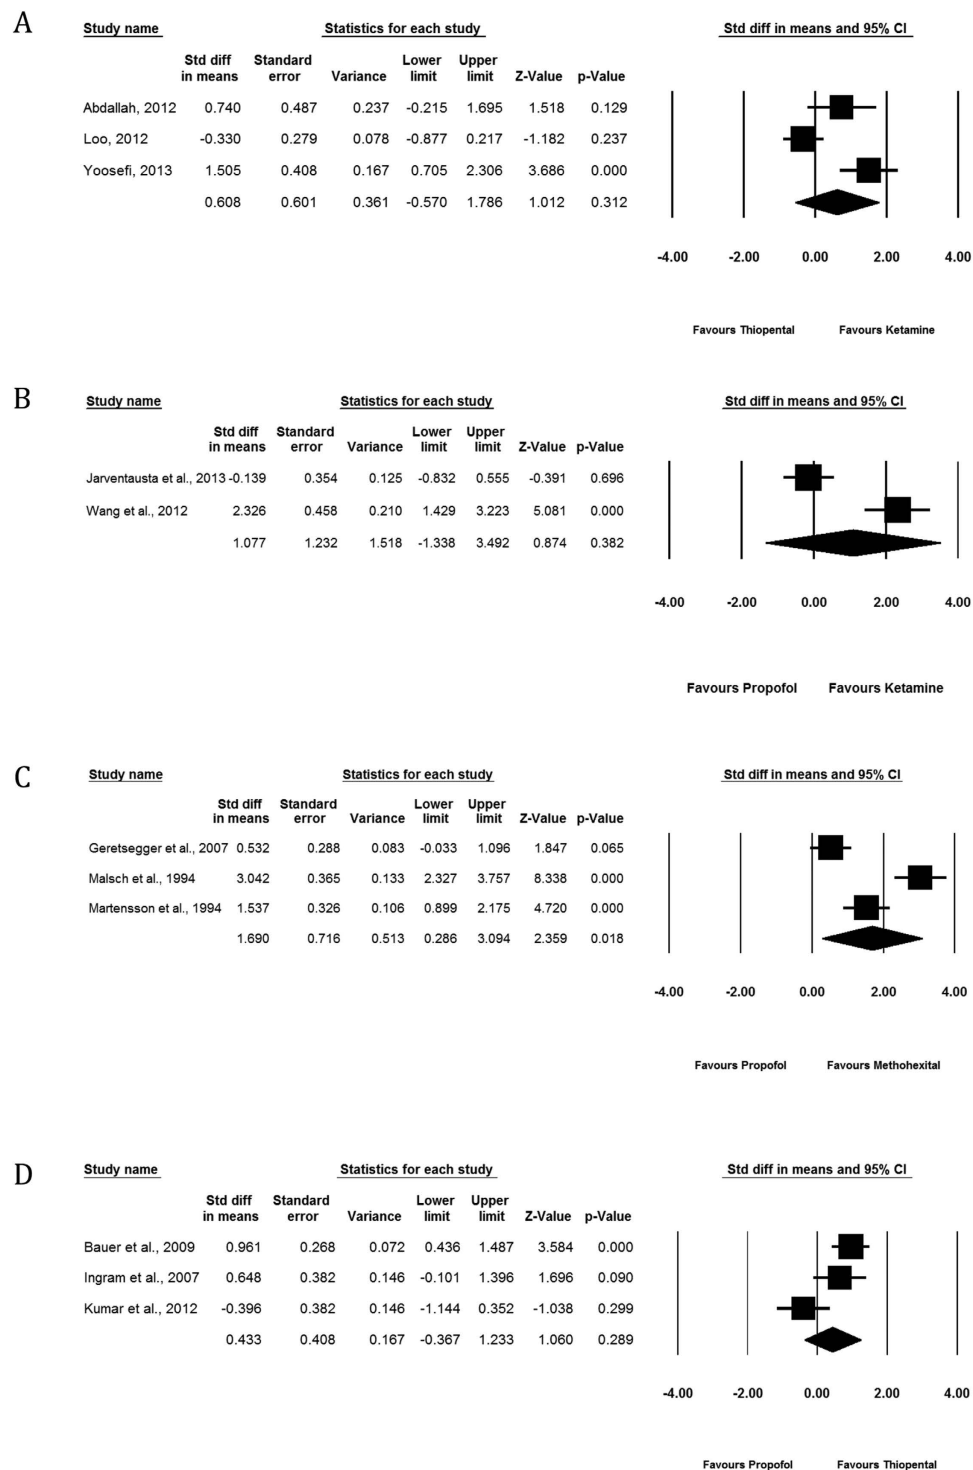 A
Study name Statistics for each study Std diff in means and 95% CI
Std diff Standard Lower Upper
in means error Variance limit limit Z-Value p-Value
Abdallah, 2012 0.740 0.487 0.237 -0.215 1.695 1.518 0.129
Loo, 2012 -0.330 0.279 0.078 -0.877 0.217 -1.182 0.237
Yoosefi, 2013 1.505 0.408 0.167 0.705 2.306 3.686 0.000
0.608 0.601 0.361 -0.570 1.786 1.012 0.312
-4.00 -2.00 0.00 2.00 4.00
Favours Thiopental Favours Ketamine
B
Study name Statistics for each study Std diff in means and 95% CI
Std diff Standard Lower Upper
in means error Variance limit limit Z-Value p-Value
Jarventausta et al., 2013 -0.139 0.354 0.125 -0.832 0.555 -0.391 0.696
Wang et al., 2012 2.326 0.458 0.210 1.429 3.223 5.081 0.000
1.077 1.232 1.518 -1.338 3.492 0.874 0.382
-4.00 -2.00 0.00 2.00 4.00
Favours Propofol Favours Ketamine
C
Study name Statistics for each study Std diff in means and 95% CI
Std diff Standard Lower Upper
in means error Variance limit limit Z-Value p-Value
Geretsegger et al., 2007 0.532 0.288 0.083 -0.033 1.096 1.847 0.065
Malsch et al., 1994 3.042 0.365 0.133 2.327 3.757 8.338 0.000
Martensson et al., 1994 1.537 0.326 0.106 0.899 2.175 4.720 0.000
1.690 0.716 0.513 0.286 3.094 2.359 0.018
-4.00 -2.00 0.00 2.00 4.00
Favours Propofol Favours Methohexital
D
Study name Statistics for each study Std diff in means and 95% CI
Std diff Standard Lower Upper
in means error Variance limit limit Z-Value p-Value
Bauer et al., 2009 0.961 0.268 0.072 0.436 1.487 3.584 0.000
Ingram et al., 2007 0.648 0.382 0.146 -0.101 1.396 1.696 0.090
Kumar et al., 2012 -0.396 0.382 0.146 -1.144 0.352 -1.038 0.299
0.433 0.408 0.167 -0.367 1.233 1.060 0.289
-4.00 -2.00 0.00 2.00 4.00
Favours Propofol Favours Thiopental